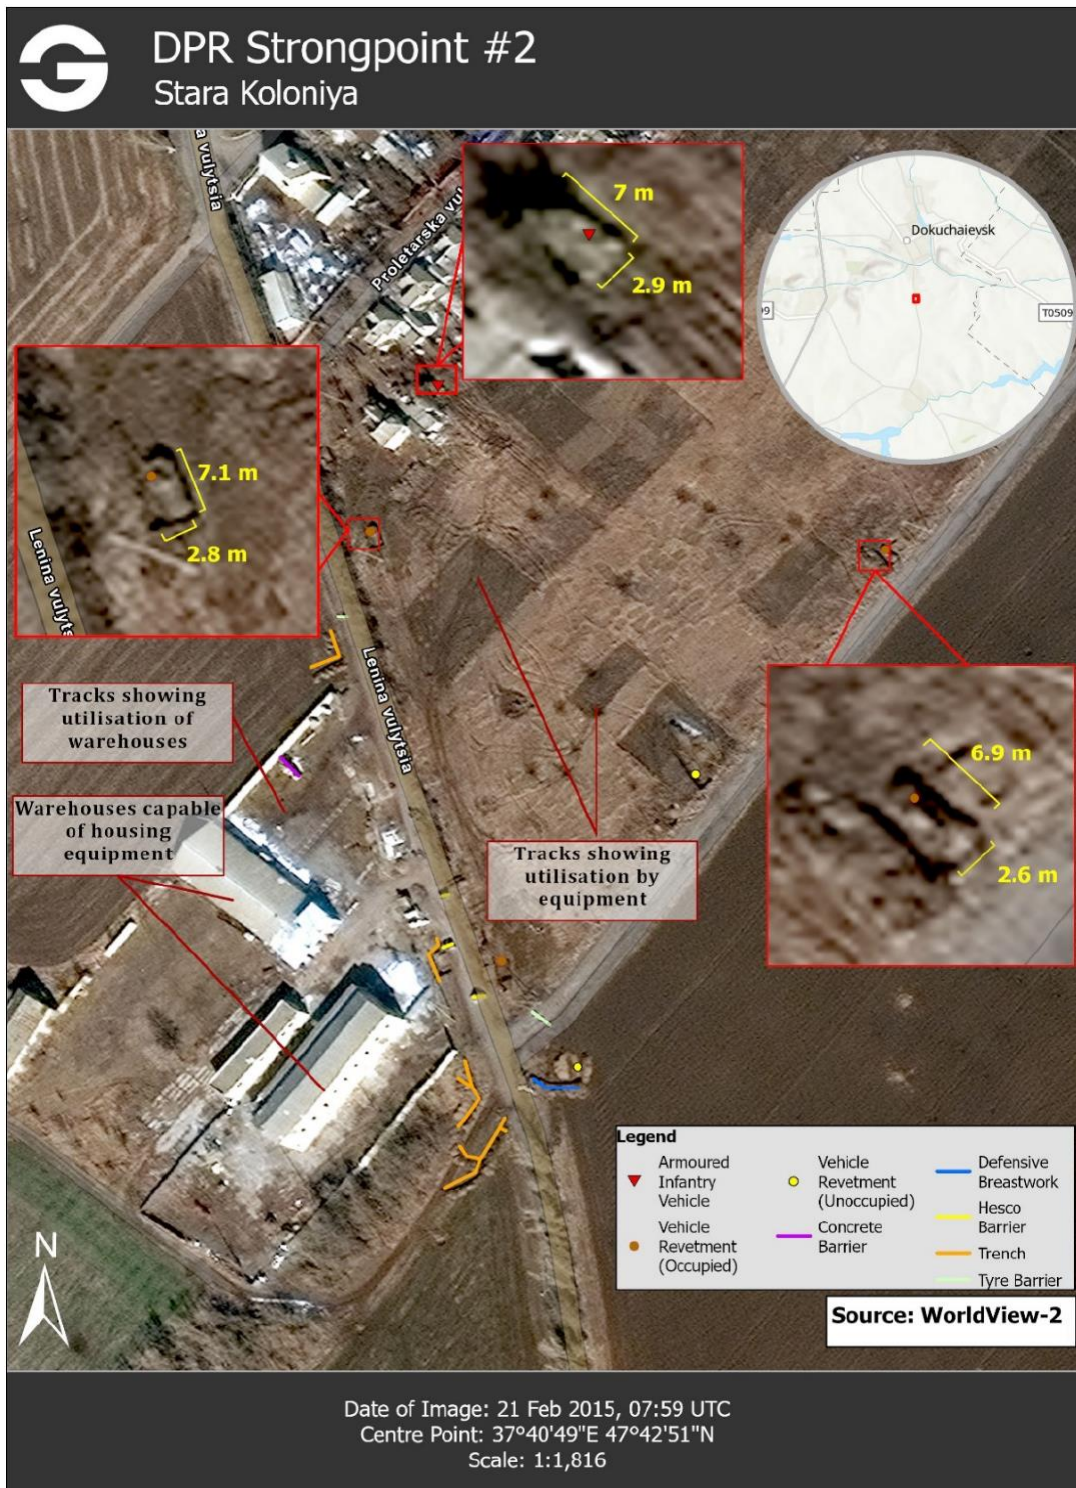 DPR Strongpoint #2
Stara Koloniya
a vulytsia
Proletarska vul
7 m
2.9 m
Dokuchaievsk
09
T0509
7.1 m
2.8 m
Lenina vulyts
Lenina vulytsia
Tracks showing
utilisation of
warehouses
Warehouses capable
of housing
equipment
Tracks showing
utilisation by
equipment
6.9 m
2.6 m
Legend
Armoured
Infantry
Vehicle
Vehicle
Revetment
(Occupied)
Vehicle
Revetment
(Unoccupied)
Concrete
Barrier
Defensive
Breastwork
Hesco
Barrier
Trench
Tyre Barrier
N
Source: WorldView-2
Date of Image: 21 Feb 2015, 07:59 UTC
Centre Point: 37°40'49"E 47°42'51"N
Scale: 1:1,816